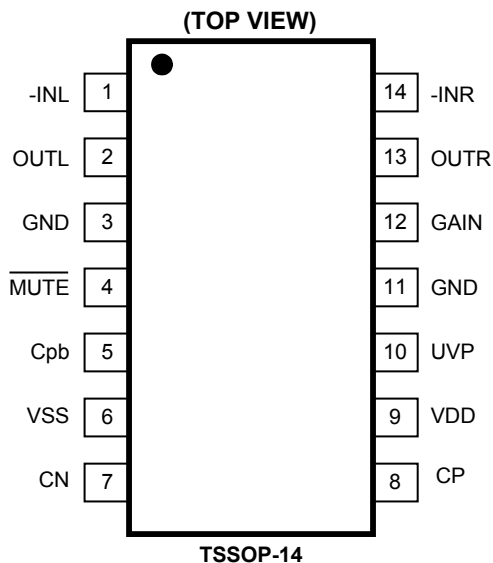 (TOP VIEW)
-INL 1 14 -INR
OUTL 2 13 OUTR
GND 3 12 GAIN
MUTE 4 11 GND
Cpb 5 10 UVP
VSS 6 9 VDD
CN 7 8 CP
TSSOP-14